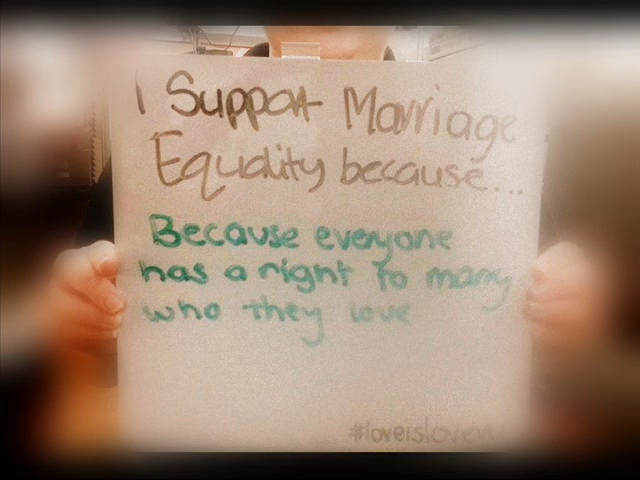 I Support Marriage
Equality because...
Because everyone
has a right to marry
who they love